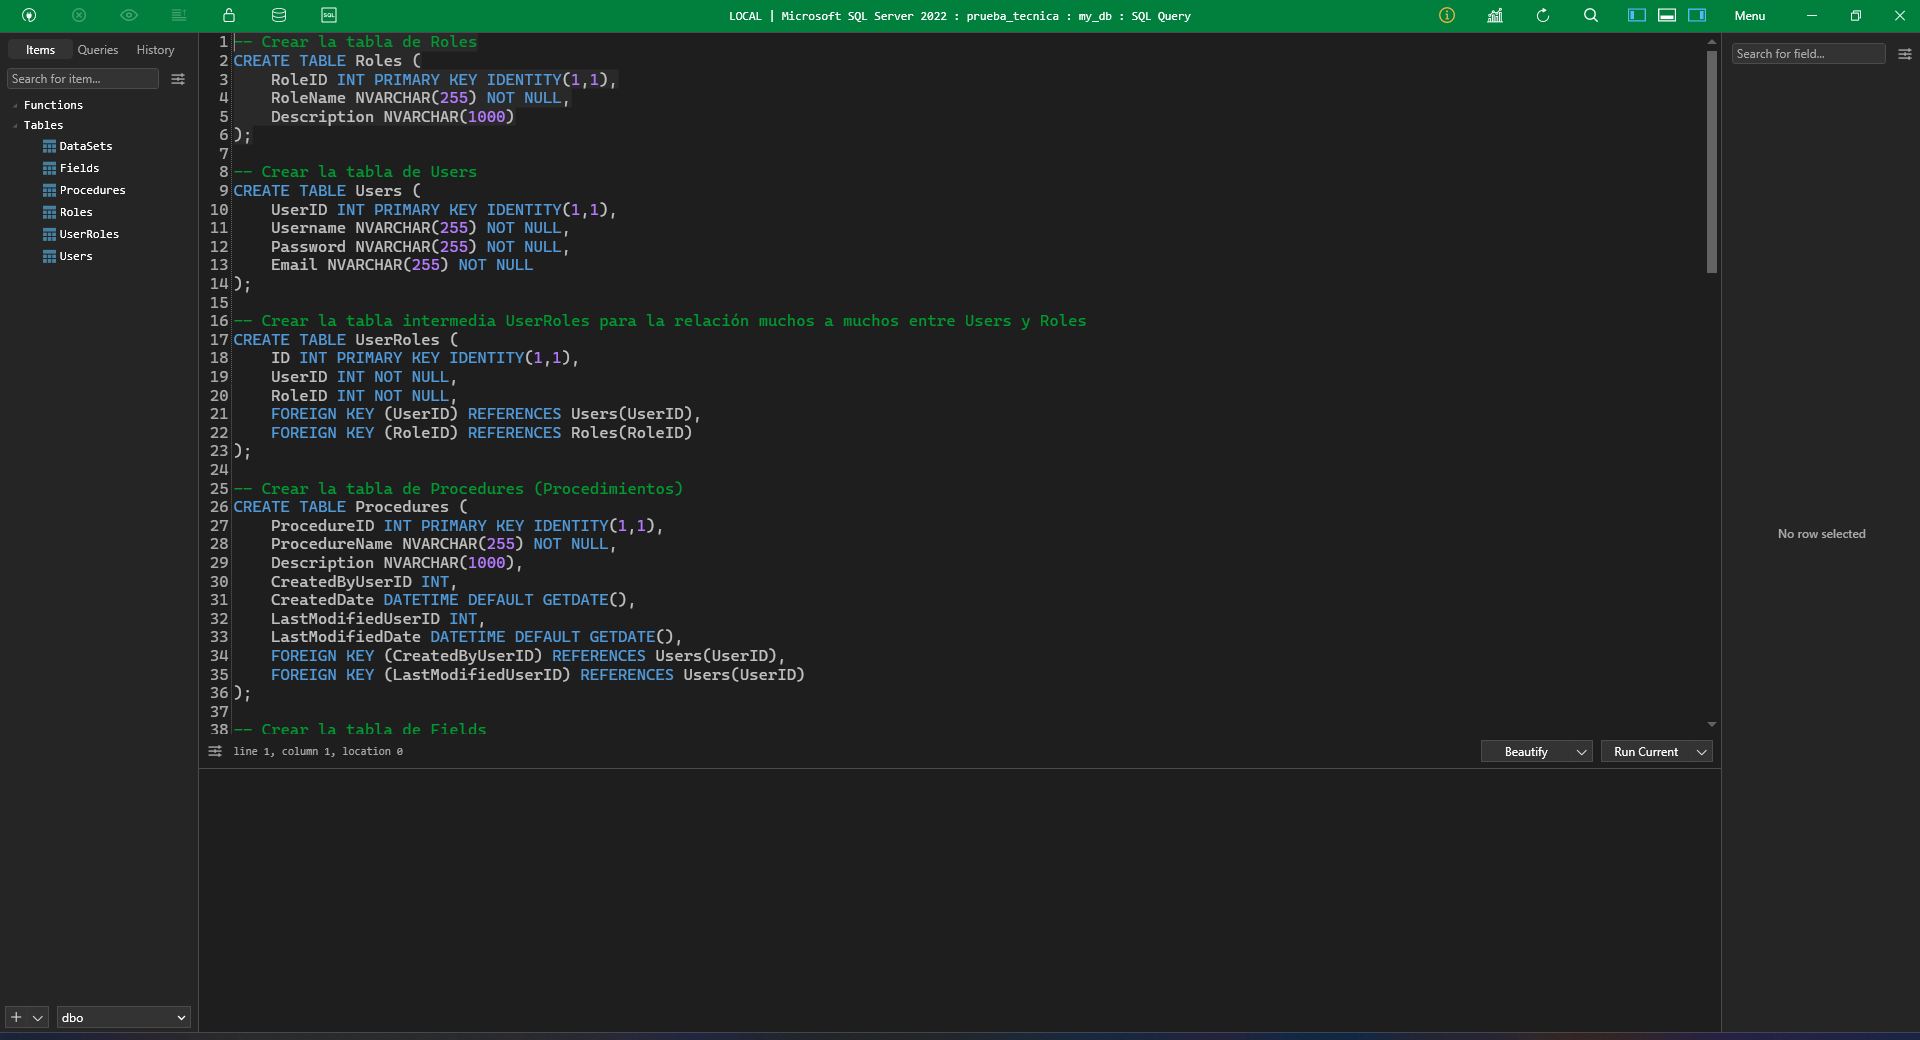 SQL
LOCAL | Microsoft SQL Server 2022 : prueba_tecnica : my_db : SQL Query
Menu
Items Queries History
Search for item...
Functions
Tables
DataSets
Fields
Procedures
Roles
UserRoles
Users
dbo
1 -- Crear la tabla de Roles
2 CREATE TABLE Roles (
3     RoleID INT PRIMARY KEY IDENTITY(1,1),
4     RoleName NVARCHAR(255) NOT NULL,
5     Description NVARCHAR(1000)
6 );
7
8 -- Crear la tabla de Users
9 CREATE TABLE Users (
10     UserID INT PRIMARY KEY IDENTITY(1,1),
11     Username NVARCHAR(255) NOT NULL,
12     Password NVARCHAR(255) NOT NULL,
13     Email NVARCHAR(255) NOT NULL
14 );
15
16 -- Crear la tabla intermedia UserRoles para la relación muchos a muchos entre Users y Roles
17 CREATE TABLE UserRoles (
18     ID INT PRIMARY KEY IDENTITY(1,1),
19     UserID INT NOT NULL,
20     RoleID INT NOT NULL,
21     FOREIGN KEY (UserID) REFERENCES Users(UserID),
22     FOREIGN KEY (RoleID) REFERENCES Roles(RoleID)
23 );
24
25 -- Crear la tabla de Procedures (Procedimientos)
26 CREATE TABLE Procedures (
27     ProcedureID INT PRIMARY KEY IDENTITY(1,1),
28     ProcedureName NVARCHAR(255) NOT NULL,
29     Description NVARCHAR(1000),
30     CreatedByUserID INT,
31     CreatedDate DATETIME DEFAULT GETDATE(),
32     LastModifiedUserID INT,
33     LastModifiedDate DATETIME DEFAULT GETDATE(),
34     FOREIGN KEY (CreatedByUserID) REFERENCES Users(UserID),
35     FOREIGN KEY (LastModifiedUserID) REFERENCES Users(UserID)
36 );
37
38 -- Crear la tabla de Fields
line 1, column 1, location 0
Beautify
Run Current
Search for field...
No row selected